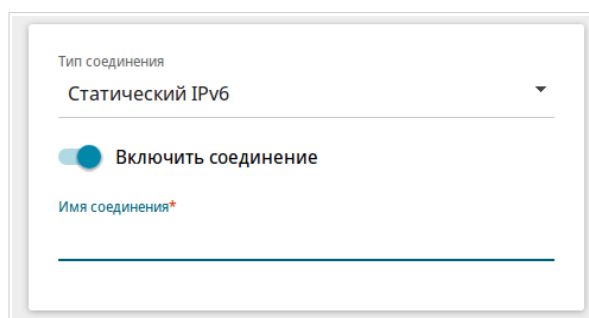 Тип соединения
Статический IPv6
Включить соединение
Имя соединения*